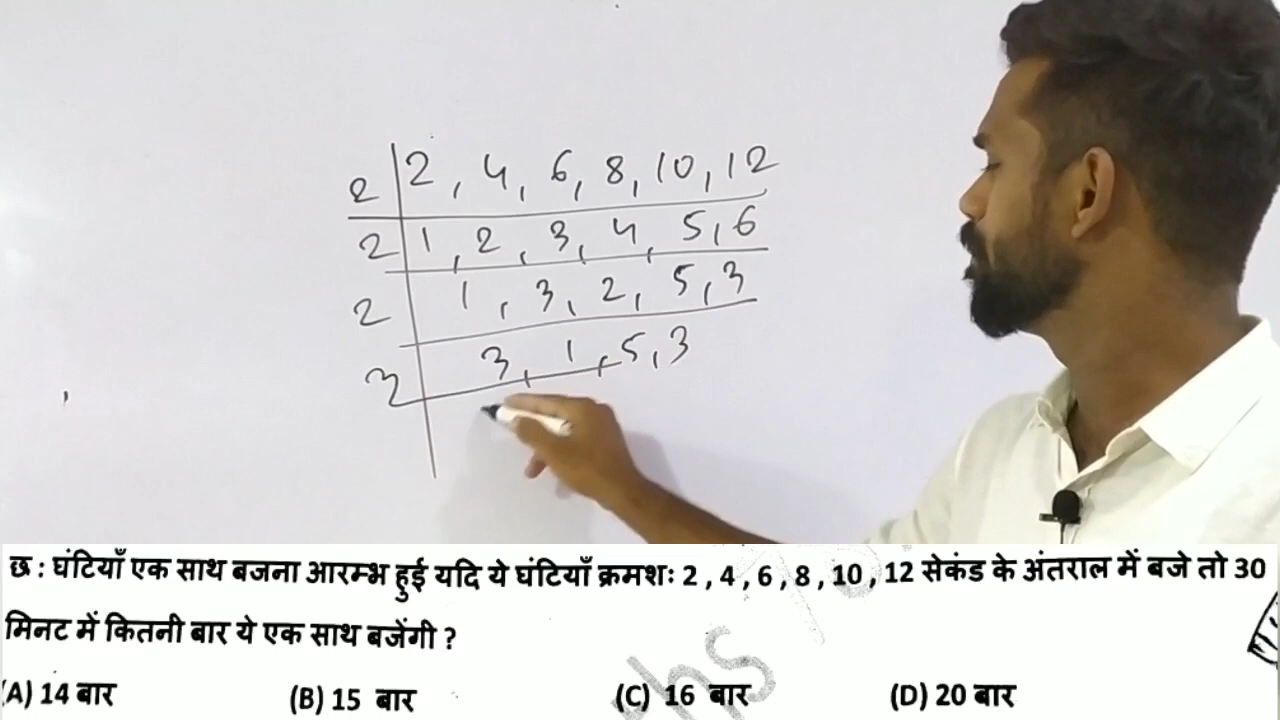 2 | 2 , 4 , 6 , 8 , 10 , 12
2 | 1 , 2 , 3 , 4 , 5 , 6
2 | 1 , 3 , 2 , 5 , 3
3 | 3 , 1 , 5 , 3
छ : घंटियाँ एक साथ बजना आरम्भ हुई यदि ये घंटियाँ क्रमशः 2 , 4 , 6 , 8 , 10 , 12 सेकंड के अंतराल में बजे तो 30
मिनट में कितनी बार ये एक साथ बजेंगी ?
(A) 14 बार (B) 15 बार (C) 16 बार (D) 20 बार